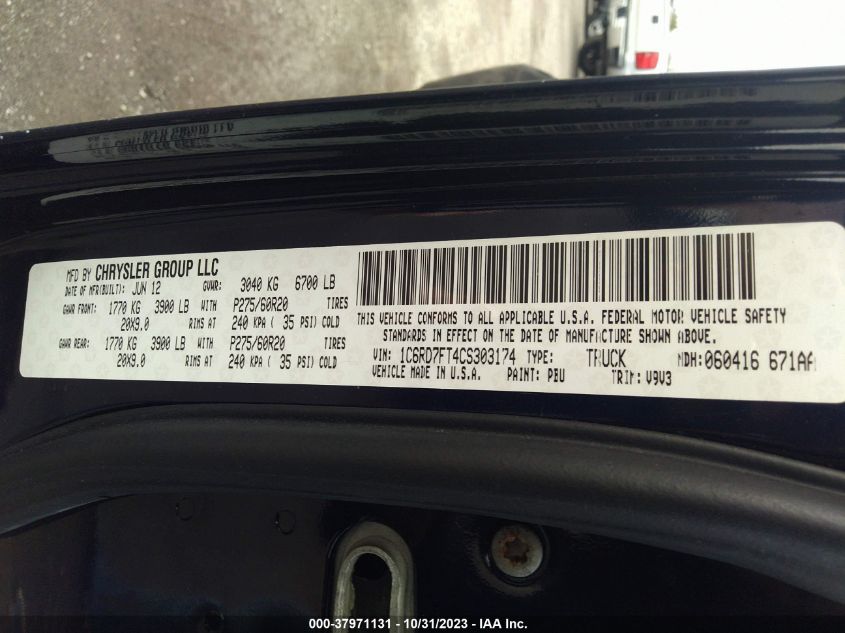 MFD BY CHRYSLER GROUP LLC
DATE OF MFR(BUILT): JUN 12 GVWR: 3040 KG 6700 LB
GAWR FRONT: 1770 KG 3900 LB WITH P275/60R20 TIRES
20X9.0 RIMS AT 240 KPA ( 35 PSI) COLD
GAWR REAR: 1770 KG 3900 LB WITH P275/60R20 TIRES
20X9.0 RIMS AT 240 KPA ( 35 PSI) COLD
THIS VEHICLE CONFORMS TO ALL APPLICABLE U.S.A. FEDERAL MOTOR VEHICLE SAFETY
STANDARDS IN EFFECT ON THE DATE OF MANUFACTURE SHOWN ABOVE.
VIN: 1C6RD7FT4CS303174 TYPE: TRUCK MDH: 060416 671AA
VEHICLE MADE IN U.S.A. PAINT: PBU TRIM: V9V3
000-37971131 - 10/31/2023 - IAA Inc.